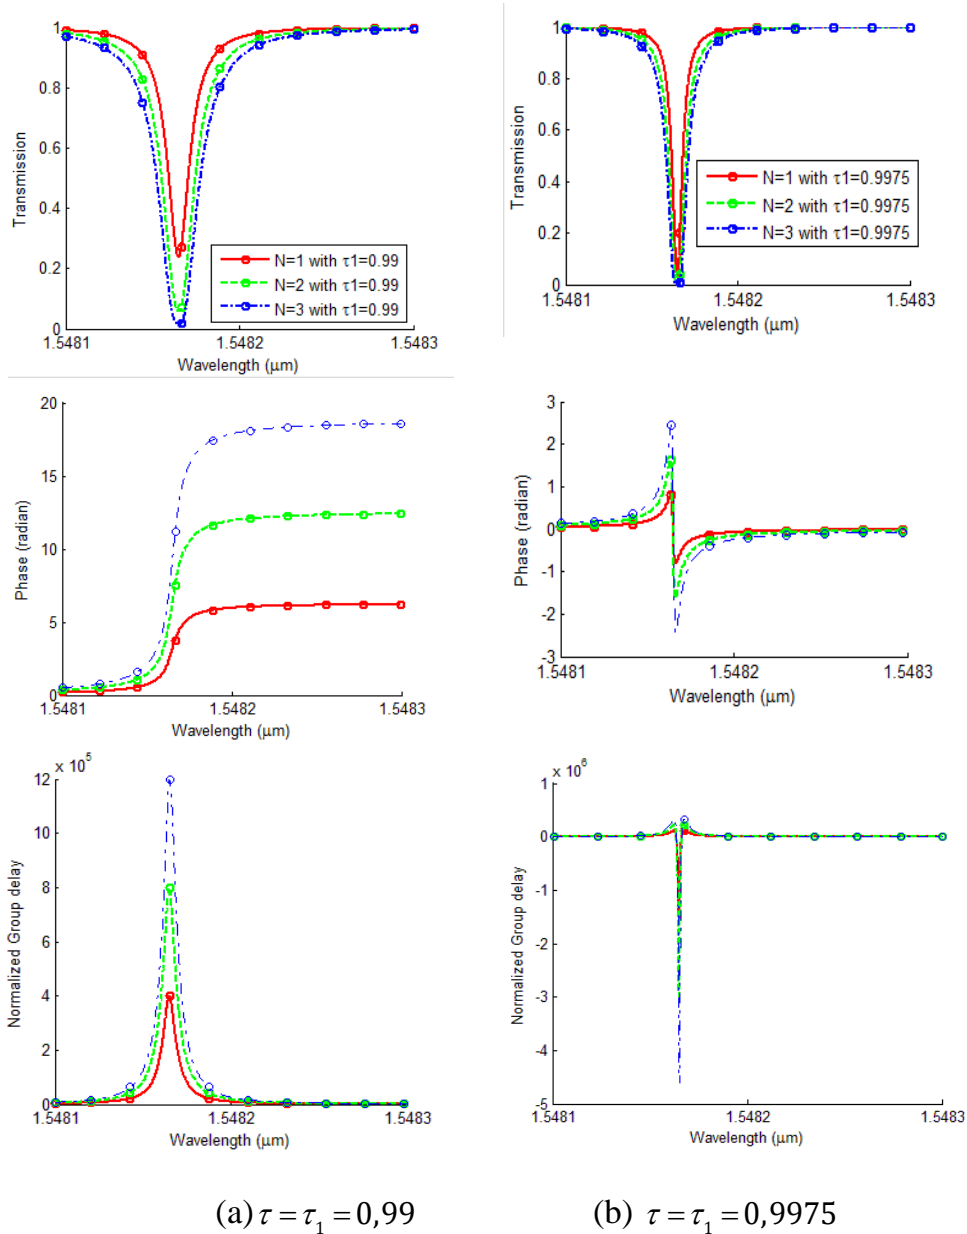 1
0.8
0.6
0.4
0.2
0
Transmission
N=1 with τ1=0.99
N=2 with τ1=0.99
N=3 with τ1=0.99
1.5481
1.5482
1.5483
Wavelength (μm)
1
0.8
0.6
0.4
0.2
0
Transmission
N=1 with τ1=0.9975
N=2 with τ1=0.9975
N=3 with τ1=0.9975
1.5481
1.5482
1.5483
Wavelength (μm)
20
15
10
5
0
Phase (radian)
1.5481
1.5482
1.5483
Wavelength (μm)
3
2
1
0
-1
-2
-3
Phase (radian)
1.5481
1.5482
1.5483
Wavelength (μm)
x 10^5
12
10
8
6
4
2
0
Normalized Group delay
1.5481
1.5482
1.5483
Wavelength (μm)
x 10^6
1
0
-1
-2
-3
-4
-5
Normalized Group delay
1.5481
1.5482
1.5483
Wavelength (μm)
(a) τ = τ₁ = 0,99
(b) τ = τ₁ = 0,9975